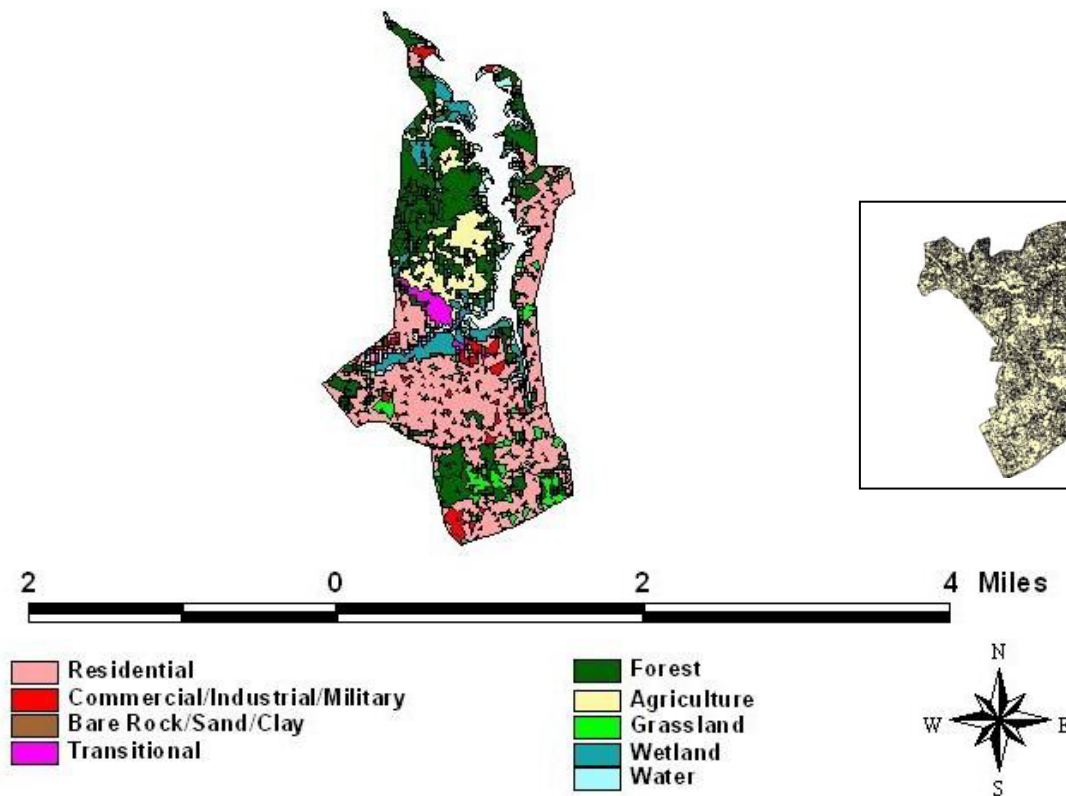 2 0 2 4 Miles
Residential
Commercial/Industrial/Military
Bare Rock/Sand/Clay
Transitional
Forest
Agriculture
Grassland
Wetland
Water
N
W E
S